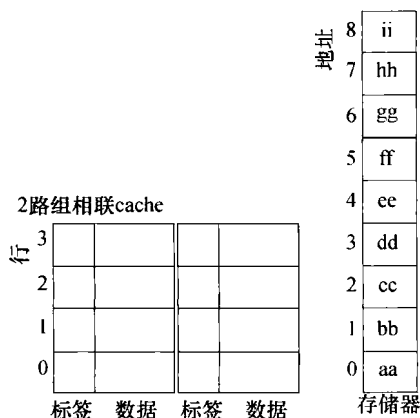 地址
8 ii
7 hh
6 gg
5 ff
4 ee
3 dd
2 cc
1 bb
0 aa
存储器
2路组相联cache
行
3
2
1
0
标签 数据 标签 数据